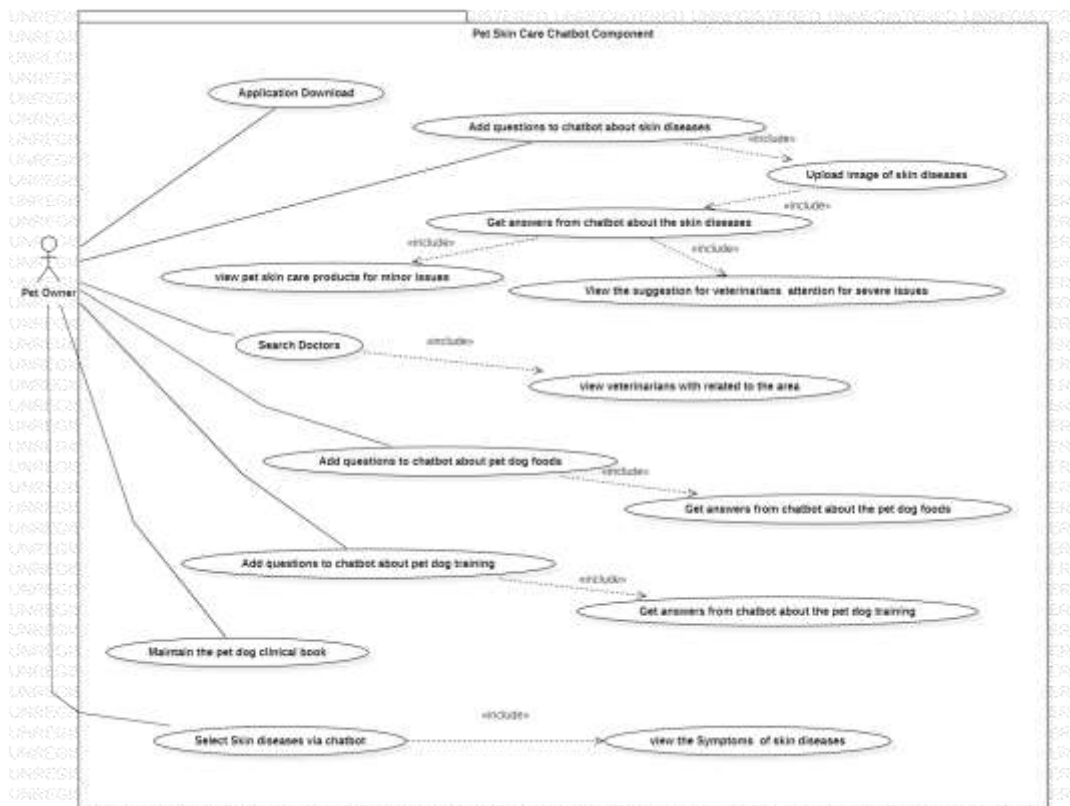 Pet Skin Care Chatbot Component
Application Download
Add questions to chatbot about skin diseases
«include»
Upload image of skin diseases
«include»
Get answers from chatbot about the skin diseases
«include»
«include»
view pet skin care products for minor issues
View the suggestion for veterinarians attention for severe issues
Pet Owner
Search Doctors
«include»
view veterinarians with related to the area
Add questions to chatbot about pet dog foods
«include»
Get answers from chatbot about the pet dog foods
Add questions to chatbot about pet dog training
«include»
Get answers from chatbot about the pet dog training
Maintain the pet dog clinical book
«include»
Select Skin diseases via chatbot
view the Symptoms of skin diseases